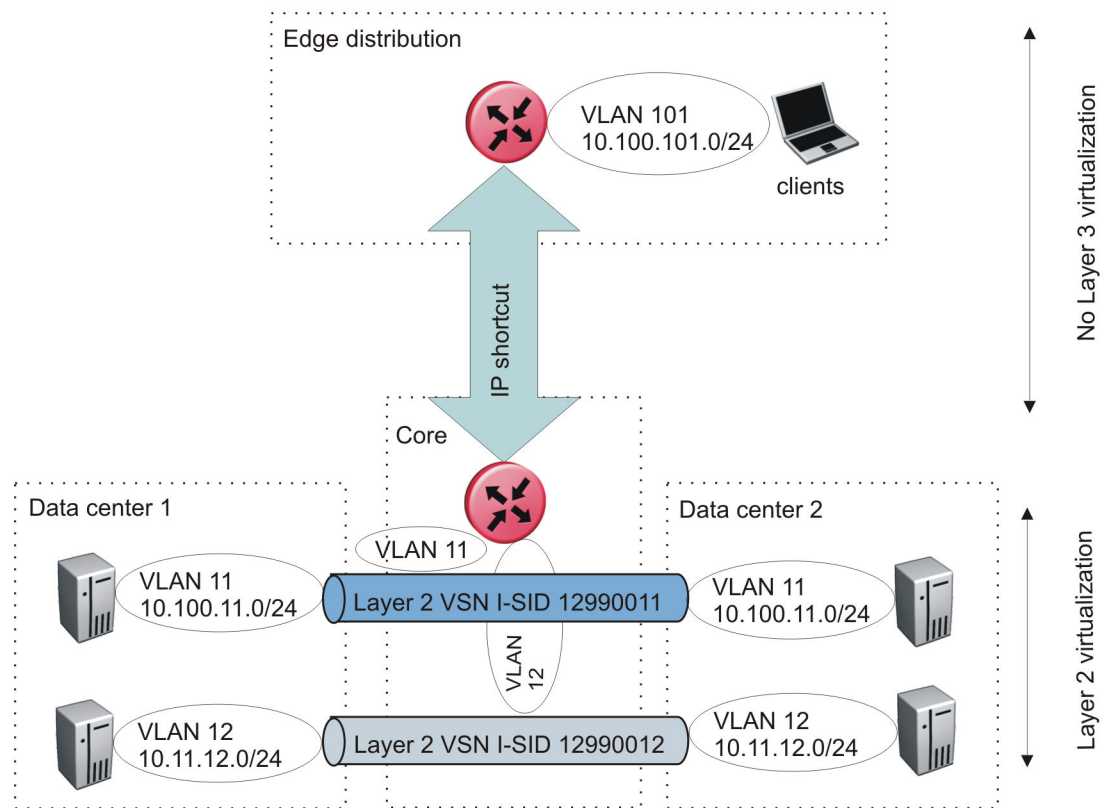 Edge distribution
VLAN 101
10.100.101.0/24
clients
No Layer 3 virtualization
IP shortcut
Core
Data center 1
Data center 2
VLAN 11
VLAN 11
10.100.11.0/24
Layer 2 VSN I-SID 12990011
VLAN 11
10.100.11.0/24
VLAN
12
VLAN 12
10.11.12.0/24
Layer 2 VSN I-SID 12990012
VLAN 12
10.11.12.0/24
Layer 2 virtualization